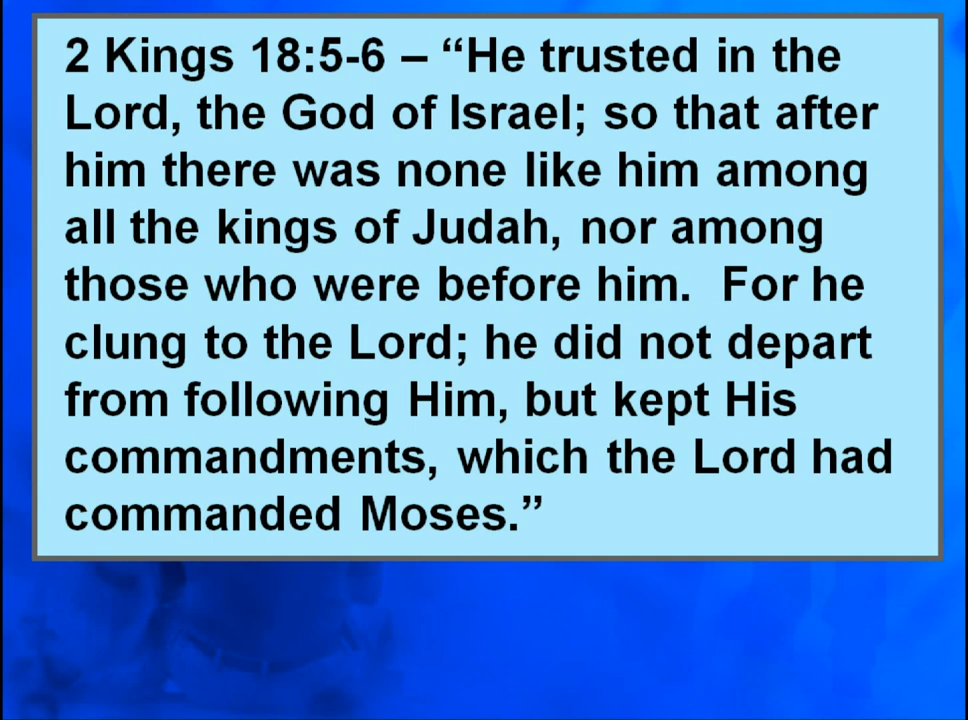 2 Kings 18:5-6 – “He trusted in the
Lord, the God of Israel; so that after
him there was none like him among
all the kings of Judah, nor among
those who were before him.  For he
clung to the Lord; he did not depart
from following Him, but kept His
commandments, which the Lord had
commanded Moses.”